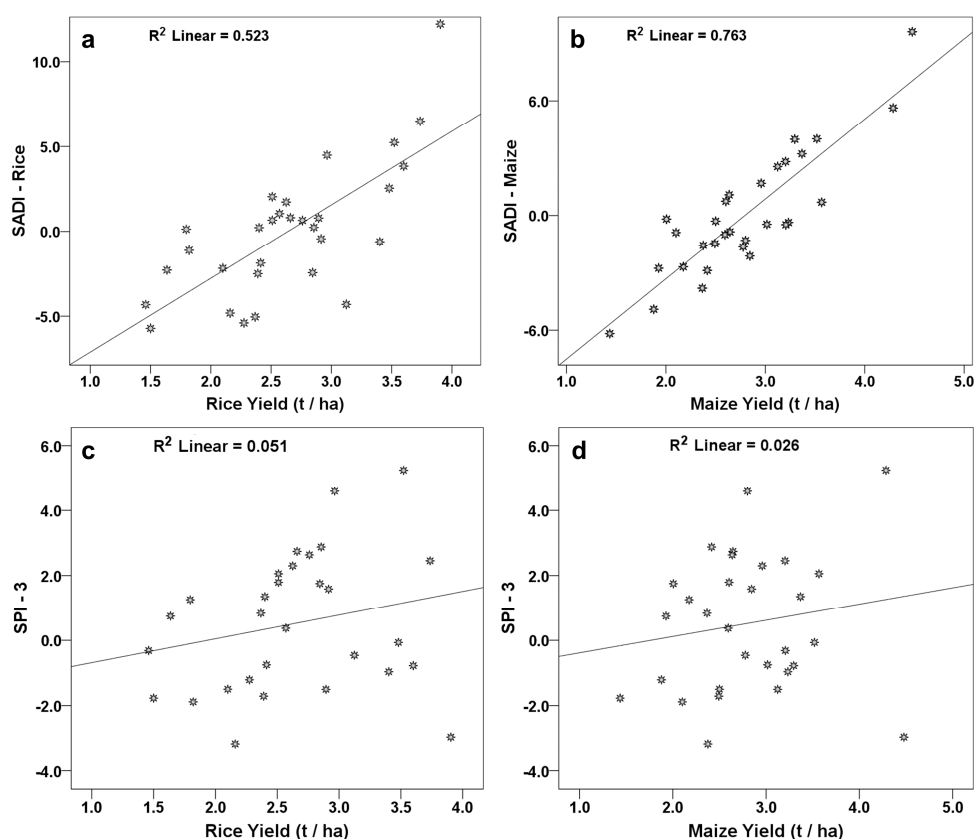 a
R² Linear = 0.523
10.0
5.0
0.0
-5.0
SADI - Rice
1.0 1.5 2.0 2.5 3.0 3.5 4.0
Rice Yield (t / ha)
b
R² Linear = 0.763
6.0
0.0
-6.0
SADI - Maize
1.0 2.0 3.0 4.0 5.0
Maize Yield (t / ha)
c
R² Linear = 0.051
6.0
4.0
2.0
0.0
-2.0
-4.0
SPI - 3
1.0 1.5 2.0 2.5 3.0 3.5 4.0
Rice Yield (t / ha)
d
R² Linear = 0.026
6.0
4.0
2.0
0.0
-2.0
-4.0
SPI - 3
1.0 2.0 3.0 4.0 5.0
Maize Yield (t / ha)